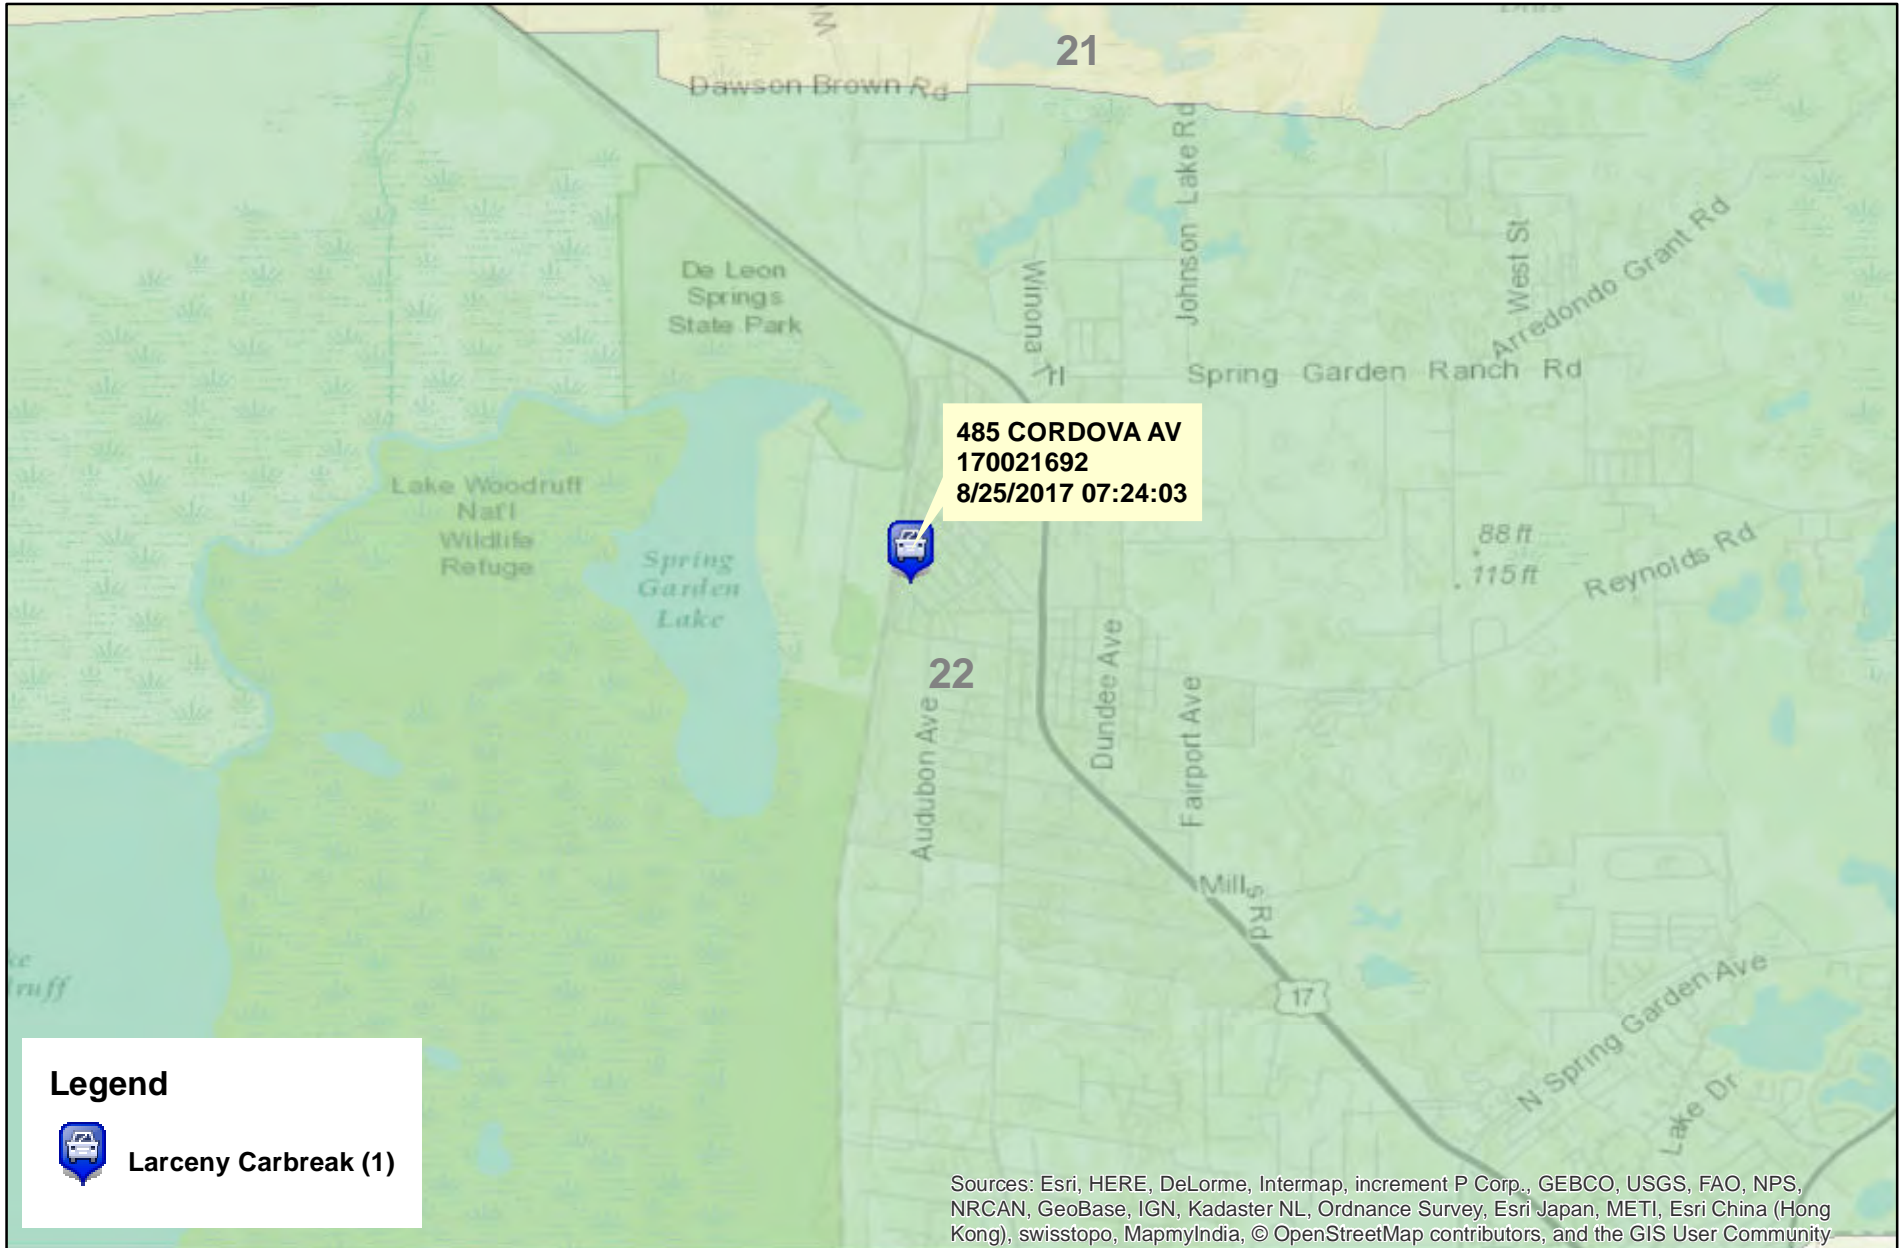 21
Dawson Brown Rd
Johnson Lake Rd
West St
Arredondo Grant Rd
De Leon
Springs
State Park
Winona Trl
Spring Garden Ranch Rd
485 CORDOVA AV
170021692
8/25/2017 07:24:03
Lake Woodruff
Nat'l
Wildlife
Refuge
Spring
Garden
Lake
88 ft
115 ft
Reynolds Rd
22
Audubon Ave
Dundee Ave
Fairport Ave
Mills Rd
17
N Spring Garden Ave
Lake Dr
ke
ruff
Legend
Larceny Carbreak (1)
Sources: Esri, HERE, DeLorme, Intermap, increment P Corp., GEBCO, USGS, FAO, NPS,
NRCAN, GeoBase, IGN, Kadaster NL, Ordnance Survey, Esri Japan, METI, Esri China (Hong
Kong), swisstopo, MapmyIndia, © OpenStreetMap contributors, and the GIS User Community